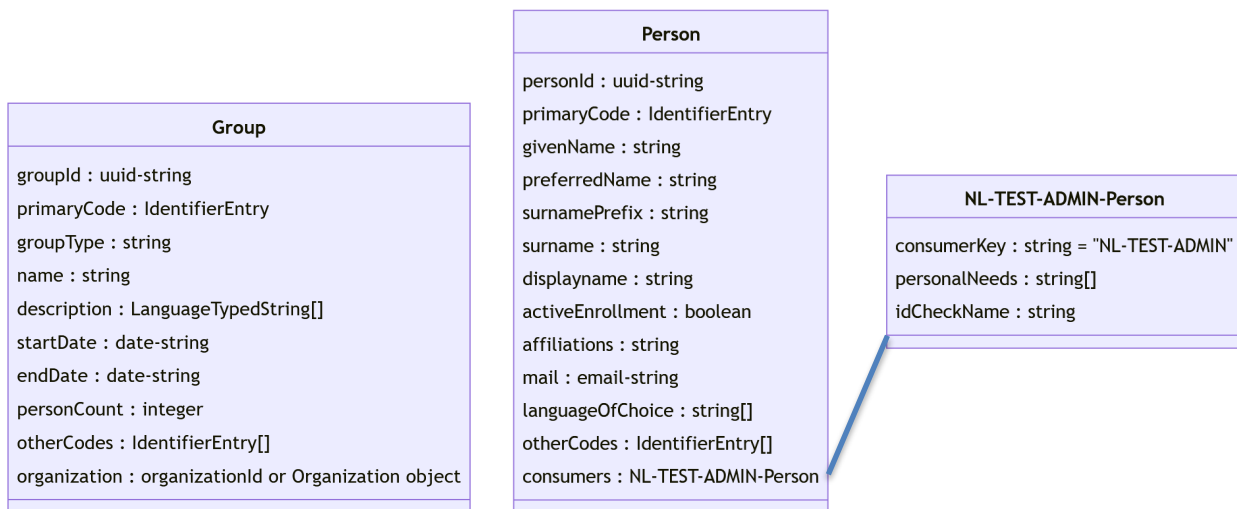 Group
groupId : uuid-string
primaryCode : IdentifierEntry
groupType : string
name : string
description : LanguageTypedString[]
startDate : date-string
endDate : date-string
personCount : integer
otherCodes : IdentifierEntry[]
organization : organizationId or Organization object
Person
personId : uuid-string
primaryCode : IdentifierEntry
givenName : string
preferredName : string
surnamePrefix : string
surname : string
displayname : string
activeEnrollment : boolean
affiliations : string
mail : email-string
languageOfChoice : string[]
otherCodes : IdentifierEntry[]
consumers : NL-TEST-ADMIN-Person
NL-TEST-ADMIN-Person
consumerKey : string = "NL-TEST-ADMIN"
personalNeeds : string[]
idCheckName : string